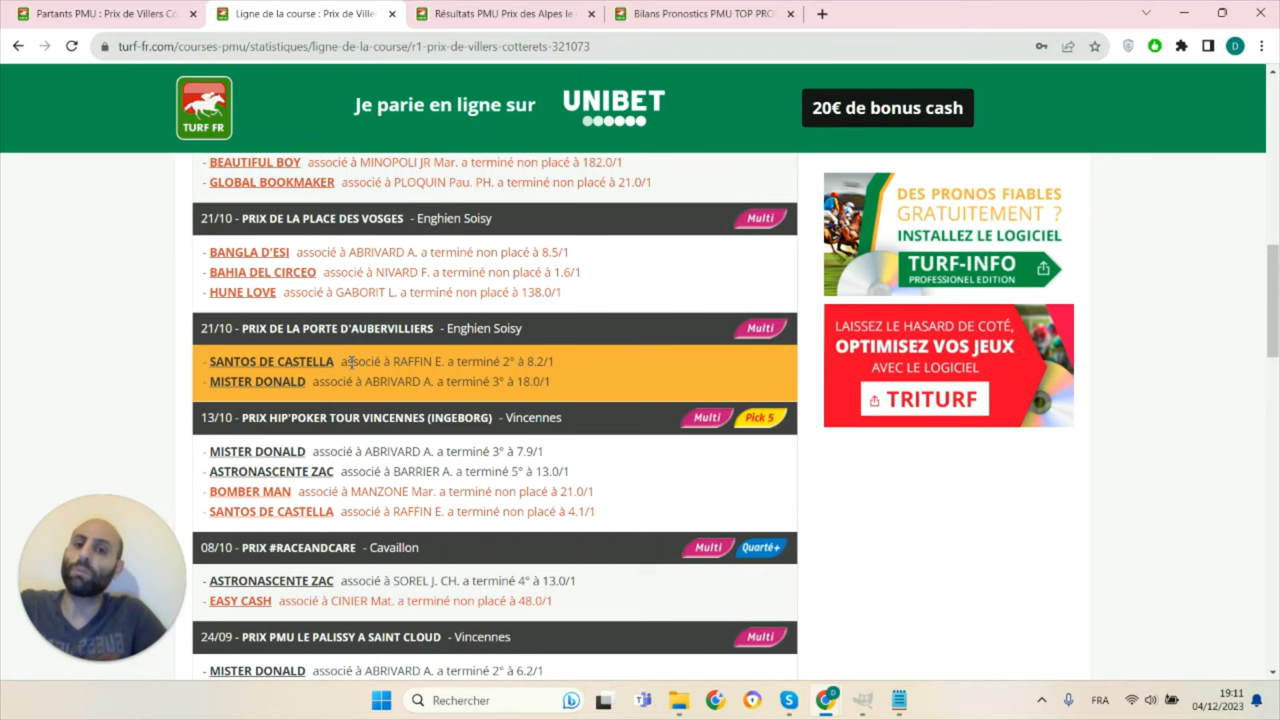 Partants PMU : Prix de Villers Co
Ligne de la course : Prix de Ville
Résultats PMU Prix des Alpes le
Bilans Pronostics PMU TOP PRO
turf-fr.com/courses-pmu/statistiques/ligne-de-la-course/r1-prix-de-villers-cotterets-321073
D
TURF FR
Je parie en ligne sur
UNIBET
20€ de bonus cash
- BEAUTIFUL BOY associé à MINOPOLI JR Mar. a terminé non placé à 182.0/1
- GLOBAL BOOKMAKER associé à PLOQUIN Pau. PH. a terminé non placé à 21.0/1
21/10 - PRIX DE LA PLACE DES VOSGES - Enghien Soisy Multi
- BANGLA D'ESI associé à ABRIVARD A. a terminé non placé à 8.5/1
- BAHIA DEL CIRCEO associé à NIVARD F. a terminé non placé à 1.6/1
- HUNE LOVE associé à GABORIT L. a terminé non placé à 138.0/1
21/10 - PRIX DE LA PORTE D'AUBERVILLIERS - Enghien Soisy Multi
- SANTOS DE CASTELLA associé à RAFFIN E. a terminé 2° à 8.2/1
- MISTER DONALD associé à ABRIVARD A. a terminé 3° à 18.0/1
13/10 - PRIX HIP'POKER TOUR VINCENNES (INGEBORG) - Vincennes Multi Pick 5
- MISTER DONALD associé à ABRIVARD A. a terminé 3° à 7.9/1
- ASTRONASCENTE ZAC associé à BARRIER A. a terminé 5° à 13.0/1
- BOMBER MAN associé à MANZONE Mar. a terminé non placé à 21.0/1
- SANTOS DE CASTELLA associé à RAFFIN E. a terminé non placé à 4.1/1
08/10 - PRIX #RACEANDCARE - Cavaillon Multi Quarté+
- ASTRONASCENTE ZAC associé à SOREL J. CH. a terminé 4° à 13.0/1
- EASY CASH associé à CINIER Mat. a terminé non placé à 48.0/1
24/09 - PRIX PMU LE PALISSY A SAINT CLOUD - Vincennes Multi
- MISTER DONALD associé à ABRIVARD A. a terminé 2° à 6.2/1
DES PRONOS FIABLES
GRATUITEMENT ?
INSTALLEZ LE LOGICIEL
TURF-INFO
PROFESSIONEL EDITION
LAISSEZ LE HASARD DE COTÉ,
OPTIMISEZ VOS JEUX
AVEC LE LOGICIEL
TRITURF
Rechercher
FRA
19:11
04/12/2023